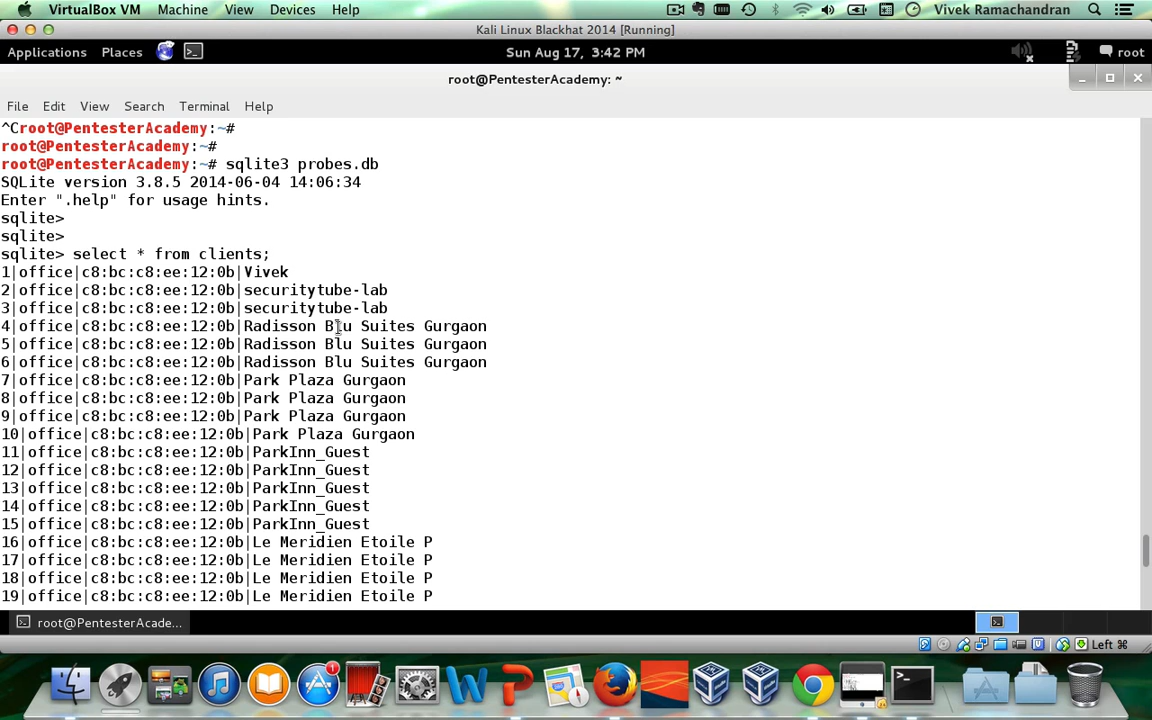 VirtualBox VM Machine View Devices Help Vivek Ramachandran
Kali Linux Blackhat 2014 [Running]
Applications Places Sun Aug 17, 3:42 PM root
root@PentesterAcademy: ~
File Edit View Search Terminal Help
^Croot@PentesterAcademy:~#
root@PentesterAcademy:~#
root@PentesterAcademy:~# sqlite3 probes.db
SQLite version 3.8.5 2014-06-04 14:06:34
Enter ".help" for usage hints.
sqlite>
sqlite>
sqlite> select * from clients;
1|office|c8:bc:c8:ee:12:0b|Vivek
2|office|c8:bc:c8:ee:12:0b|securitytube-lab
3|office|c8:bc:c8:ee:12:0b|securitytube-lab
4|office|c8:bc:c8:ee:12:0b|Radisson Blu Suites Gurgaon
5|office|c8:bc:c8:ee:12:0b|Radisson Blu Suites Gurgaon
6|office|c8:bc:c8:ee:12:0b|Radisson Blu Suites Gurgaon
7|office|c8:bc:c8:ee:12:0b|Park Plaza Gurgaon
8|office|c8:bc:c8:ee:12:0b|Park Plaza Gurgaon
9|office|c8:bc:c8:ee:12:0b|Park Plaza Gurgaon
10|office|c8:bc:c8:ee:12:0b|Park Plaza Gurgaon
11|office|c8:bc:c8:ee:12:0b|ParkInn_Guest
12|office|c8:bc:c8:ee:12:0b|ParkInn_Guest
13|office|c8:bc:c8:ee:12:0b|ParkInn_Guest
14|office|c8:bc:c8:ee:12:0b|ParkInn_Guest
15|office|c8:bc:c8:ee:12:0b|ParkInn_Guest
16|office|c8:bc:c8:ee:12:0b|Le Meridien Etoile P
17|office|c8:bc:c8:ee:12:0b|Le Meridien Etoile P
18|office|c8:bc:c8:ee:12:0b|Le Meridien Etoile P
19|office|c8:bc:c8:ee:12:0b|Le Meridien Etoile P
root@PentesterAcade...
Left ⌘